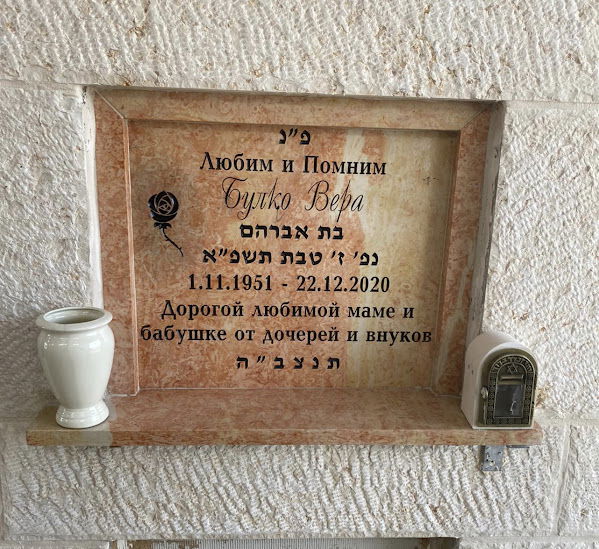 פ"נ
Любим и Помним
Булко Вера
בת אברהם
נפ' ז' טבת תשפ"א
1.11.1951 - 22.12.2020
Дорогой любимой маме и
бабушке от дочерей и внуков
תנצב"ה